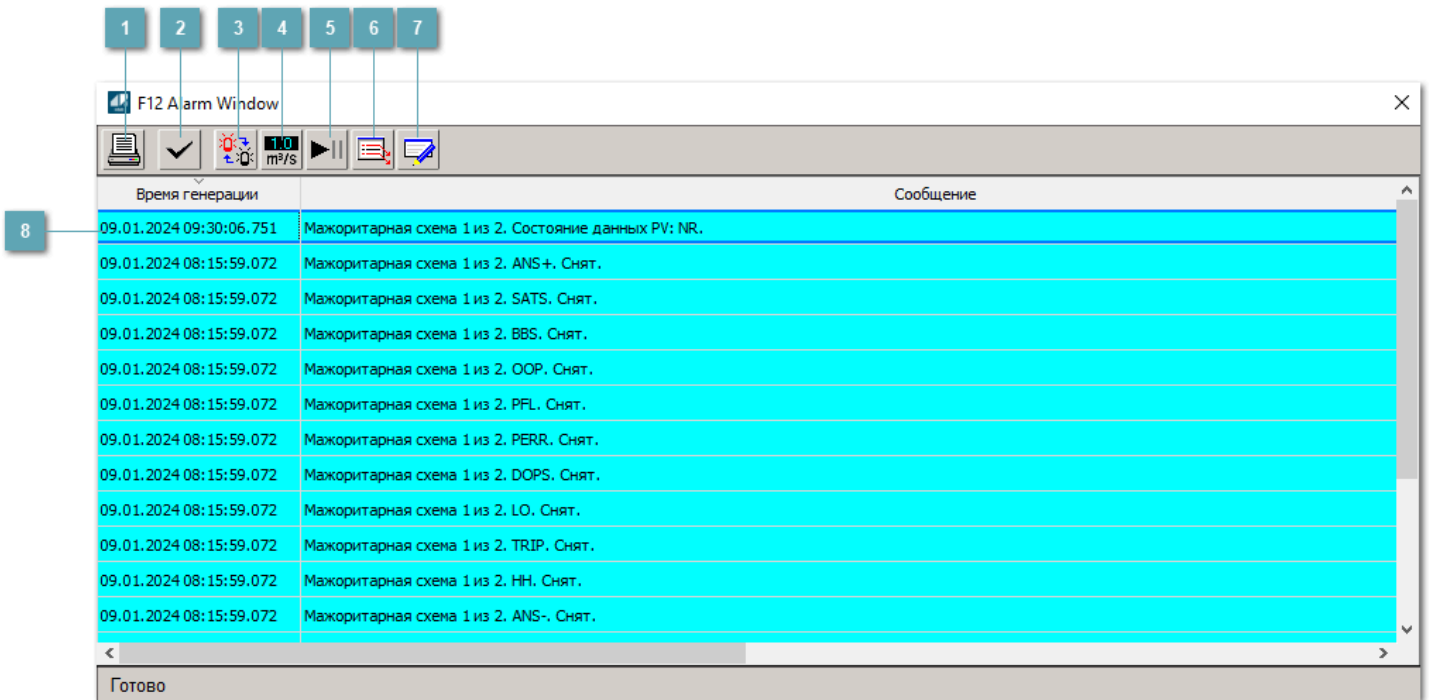 1 2 3 4 5 6 7
F12 Alarm Window
1.0
m³/s
Время генерации Сообщение
8
09.01.2024 09:30:06.751 Мажоритарная схема 1 из 2. Состояние данных PV: NR.
09.01.2024 08:15:59.072 Мажоритарная схема 1 из 2. ANS+. Снят.
09.01.2024 08:15:59.072 Мажоритарная схема 1 из 2. SATS. Снят.
09.01.2024 08:15:59.072 Мажоритарная схема 1 из 2. BBS. Снят.
09.01.2024 08:15:59.072 Мажоритарная схема 1 из 2. OOP. Снят.
09.01.2024 08:15:59.072 Мажоритарная схема 1 из 2. PFL. Снят.
09.01.2024 08:15:59.072 Мажоритарная схема 1 из 2. PERR. Снят.
09.01.2024 08:15:59.072 Мажоритарная схема 1 из 2. DOPS. Снят.
09.01.2024 08:15:59.072 Мажоритарная схема 1 из 2. LO. Снят.
09.01.2024 08:15:59.072 Мажоритарная схема 1 из 2. TRIP. Снят.
09.01.2024 08:15:59.072 Мажоритарная схема 1 из 2. HH. Снят.
09.01.2024 08:15:59.072 Мажоритарная схема 1 из 2. ANS-. Снят.
Готово